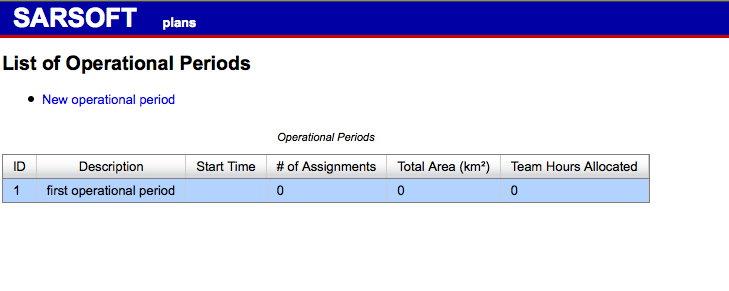 SARSOFT plans
List of Operational Periods
New operational period
Operational Periods
ID Description Start Time # of Assignments Total Area (km²) Team Hours Allocated
1 first operational period 0 0 0